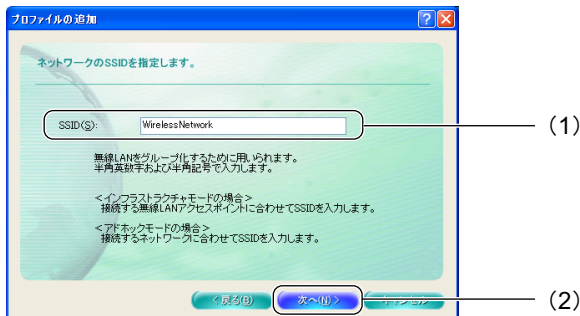 プロファイルの追加
ネットワークのSSIDを指定します。
SSID(S): WirelessNetwork (1)
無線LANをグループ化するために用いられます。
半角英数字および半角記号で入力します。
<インフラストラクチャモードの場合>
接続する無線LANアクセスポイントに合わせてSSIDを入力します。
<アドホックモードの場合>
接続するネットワークに合わせてSSIDを入力します。
< 戻る(B) 次へ(N) > キャンセル (2)